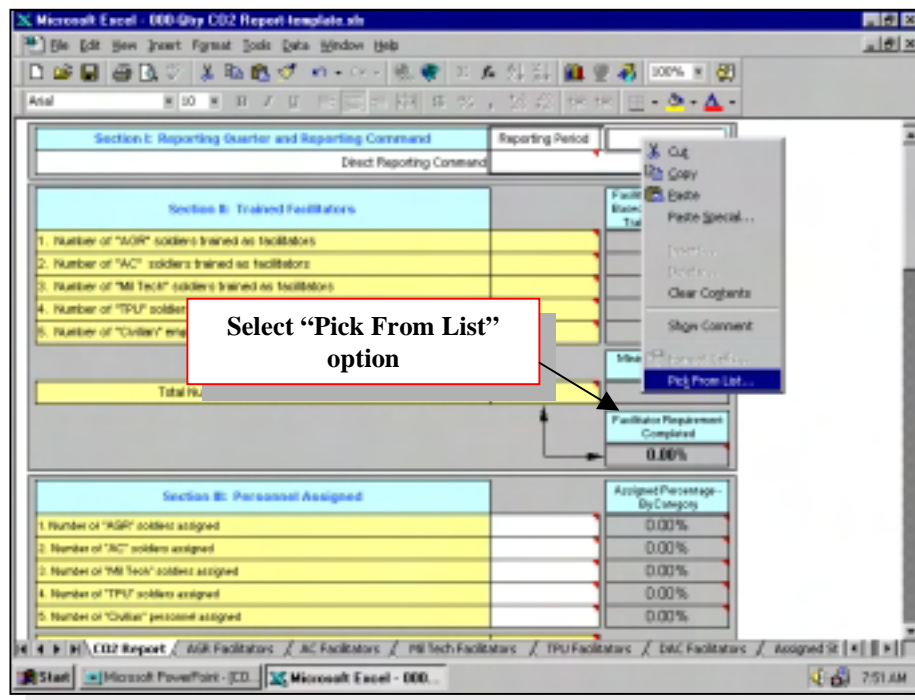 Microsoft Excel - 000-Qby CO2 Report-template.xls
File Edit View Insert Format Tools Data Window Help
100%
Arial 10 B I U
Section I: Reporting Quarter and Reporting Command Reporting Period
Direct Reporting Command
Cut
Copy
Paste
Paste Special...
Insert...
Delete...
Clear Contents
Show Comment
Format Cells...
Pick From List...
Section II: Trained Facilitators
1. Number of "AGR" soldiers trained as facilitators
2. Number of "AC" soldiers trained as facilitators
3. Number of "Mil Tech" soldiers trained as facilitators
4. Number of "TPU" soldiers
5. Number of "Civilian"
Select “Pick From List”
option
Facilitator Requirement
Completed
0.00%
Section III: Personnel Assigned
Assigned Percentage -
By Category
1. Number of "AGR" soldiers assigned 0.00%
2. Number of "AC" soldiers assigned 0.00%
3. Number of "Mil Tech" soldiers assigned 0.00%
4. Number of "TPU" soldiers assigned 0.00%
5. Number of "Civilian" personnel assigned 0.00%
CO2 Report / AGR Facilitators / AC Facilitators / Mil Tech Facilitators / TPU Facilitators / DAC Facilitators / Assigned St
Start Microsoft PowerPoint - [CO... Microsoft Excel - 000... 7:51 AM